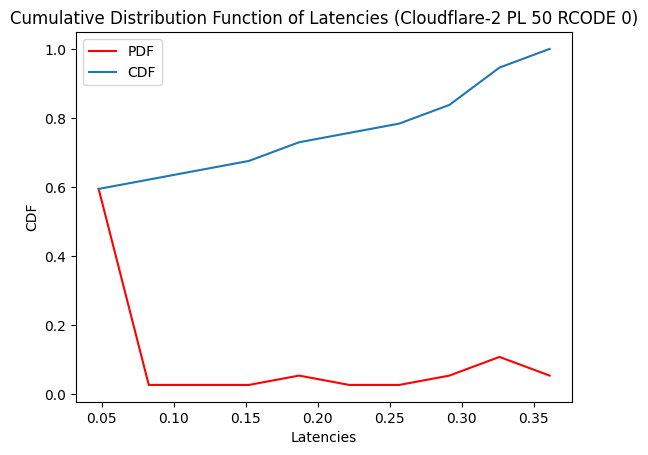 Cumulative Distribution Function of Latencies (Cloudflare-2 PL 50 RCODE 0)
PDF
CDF
1.0
0.8
0.6
0.4
0.2
0.0
CDF
0.05 0.10 0.15 0.20 0.25 0.30 0.35
Latencies